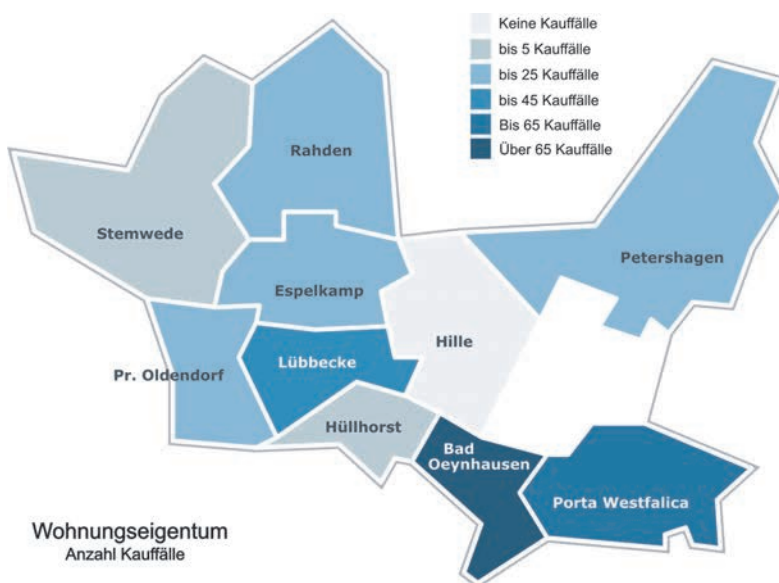 Keine Kauffälle
bis 5 Kauffälle
bis 25 Kauffälle
bis 45 Kauffälle
Bis 65 Kauffälle
Über 65 Kauffälle
Rahden
Stemwede
Petershagen
Espelkamp
Hille
Lübbecke
Pr. Oldendorf
Hüllhorst
Bad
Oeynhausen
Porta Westfalica
Wohnungseigentum
Anzahl Kauffälle